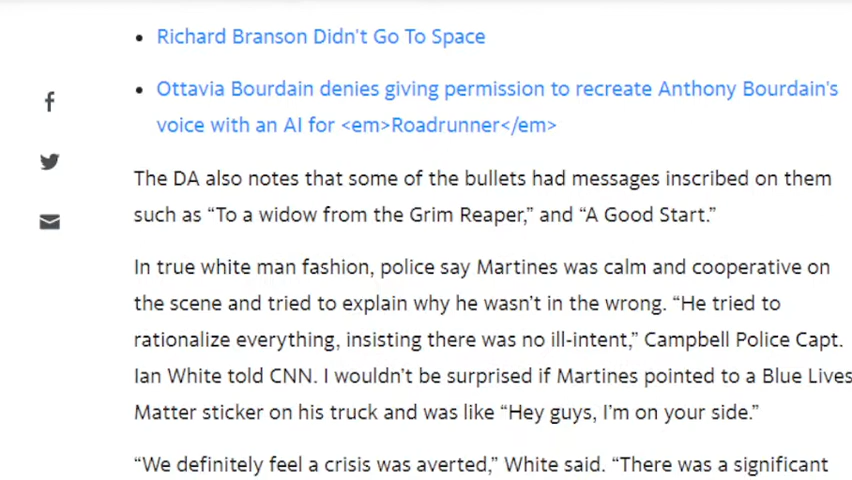 Richard Branson Didn't Go To Space
Ottavia Bourdain denies giving permission to recreate Anthony Bourdain's
voice with an AI for <em>Roadrunner</em>
The DA also notes that some of the bullets had messages inscribed on them
such as “To a widow from the Grim Reaper,” and “A Good Start.”
In true white man fashion, police say Martines was calm and cooperative on
the scene and tried to explain why he wasn’t in the wrong. “He tried to
rationalize everything, insisting there was no ill-intent,” Campbell Police Capt.
Ian White told CNN. I wouldn’t be surprised if Martines pointed to a Blue Lives
Matter sticker on his truck and was like “Hey guys, I’m on your side.”
“We definitely feel a crisis was averted,” White said. “There was a significant